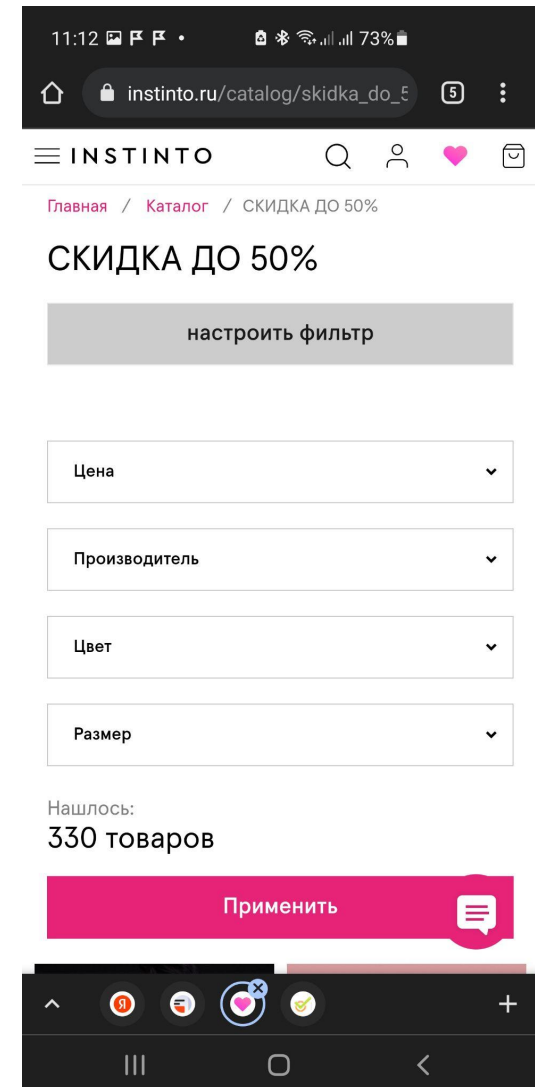 11:12 73%
instinto.ru/catalog/skidka_do_5 5
INSTINTO
Главная / Каталог / СКИДКА ДО 50%
СКИДКА ДО 50%
настроить фильтр
Цена
Производитель
Цвет
Размер
Нашлось:
330 товаров
Применить
Я